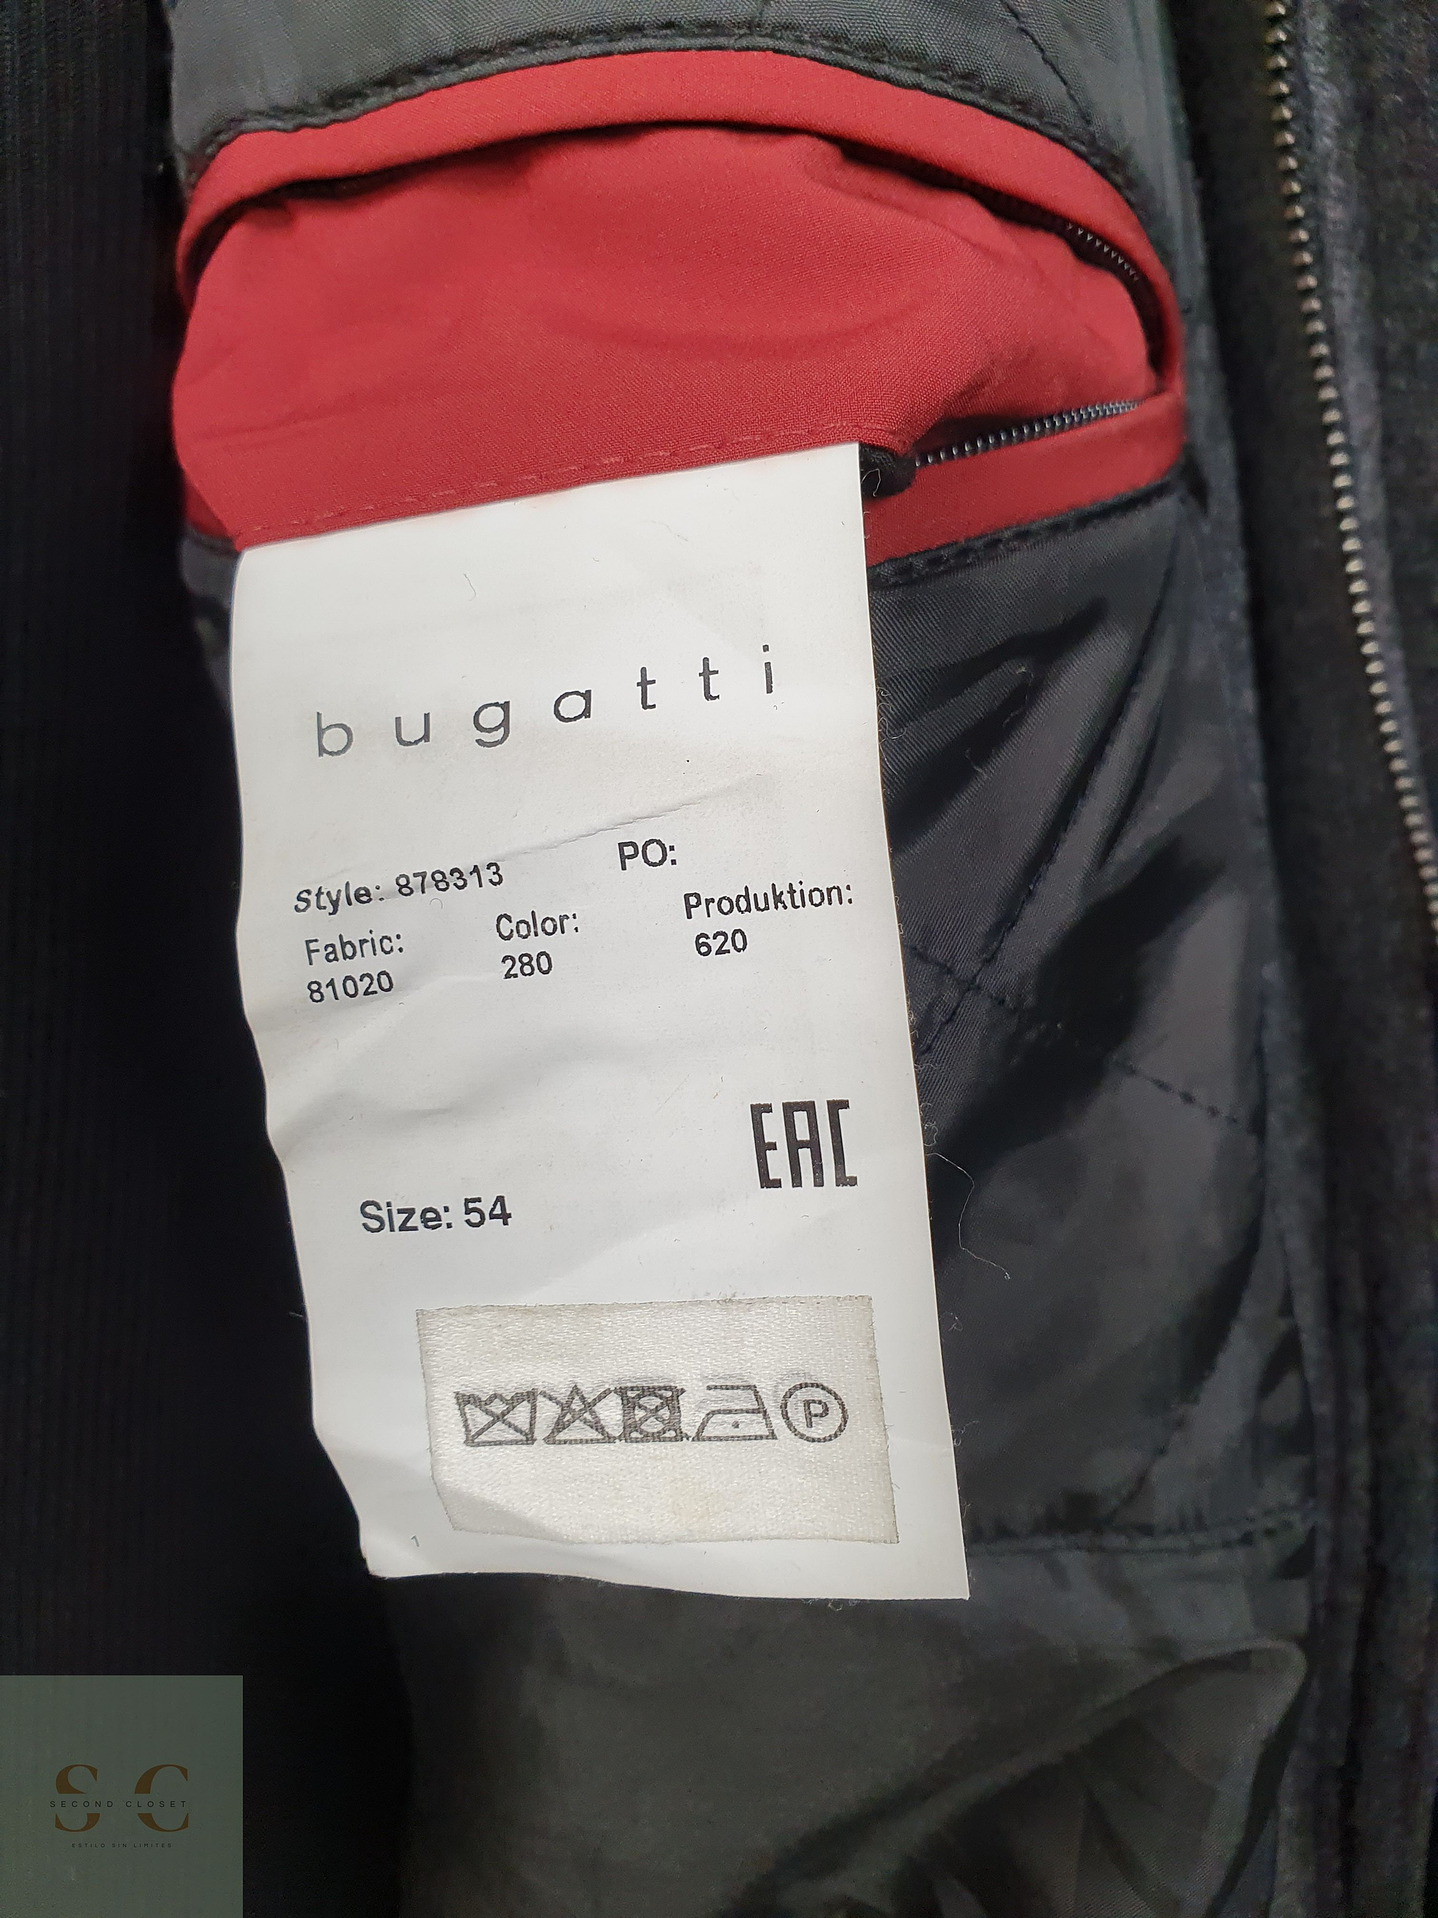 bugatti
Style: 878313 PO:
Fabric: Color: Produktion:
81020 280 620
EAC
Size: 54
P
S C
SECOND CLOSET
ESTILO SIN LIMITES